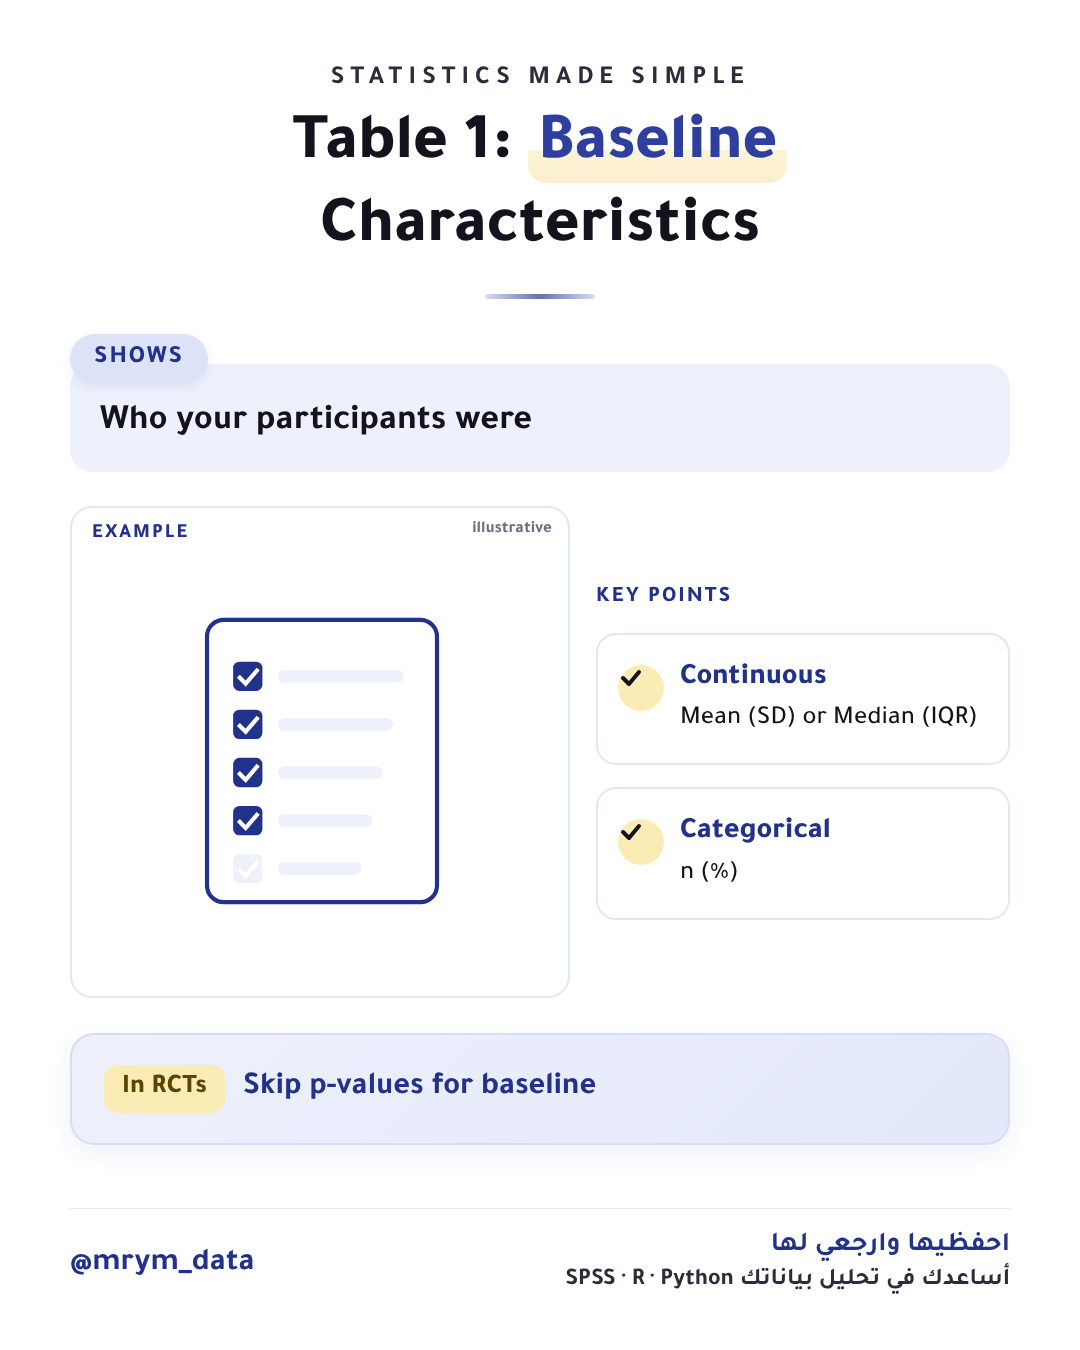 STATISTICS MADE SIMPLE
Table 1: Baseline
Characteristics
SHOWS
Who your participants were
EXAMPLE
illustrative
KEY POINTS
Continuous
Mean (SD) or Median (IQR)
Categorical
n (%)
In RCTs Skip p-values for baseline
@mrym_data
احفظيها وارجعي لها
أساعدك في تحليل بياناتك SPSS · R · Python